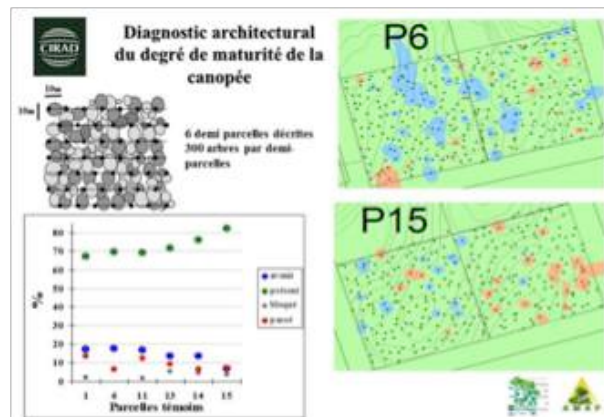 CIRAD
Diagnostic architectural
du degré de maturité de la
canopée
10m
10m
6 demi parcelles décrites
300 arbres par demi-
parcelles
P6
P15
80
70
60
50
40
30
20
10
0
%
avenir
présent
bloqué
passé
1
6
11
13
14
15
Parcelles témoins
AMAP